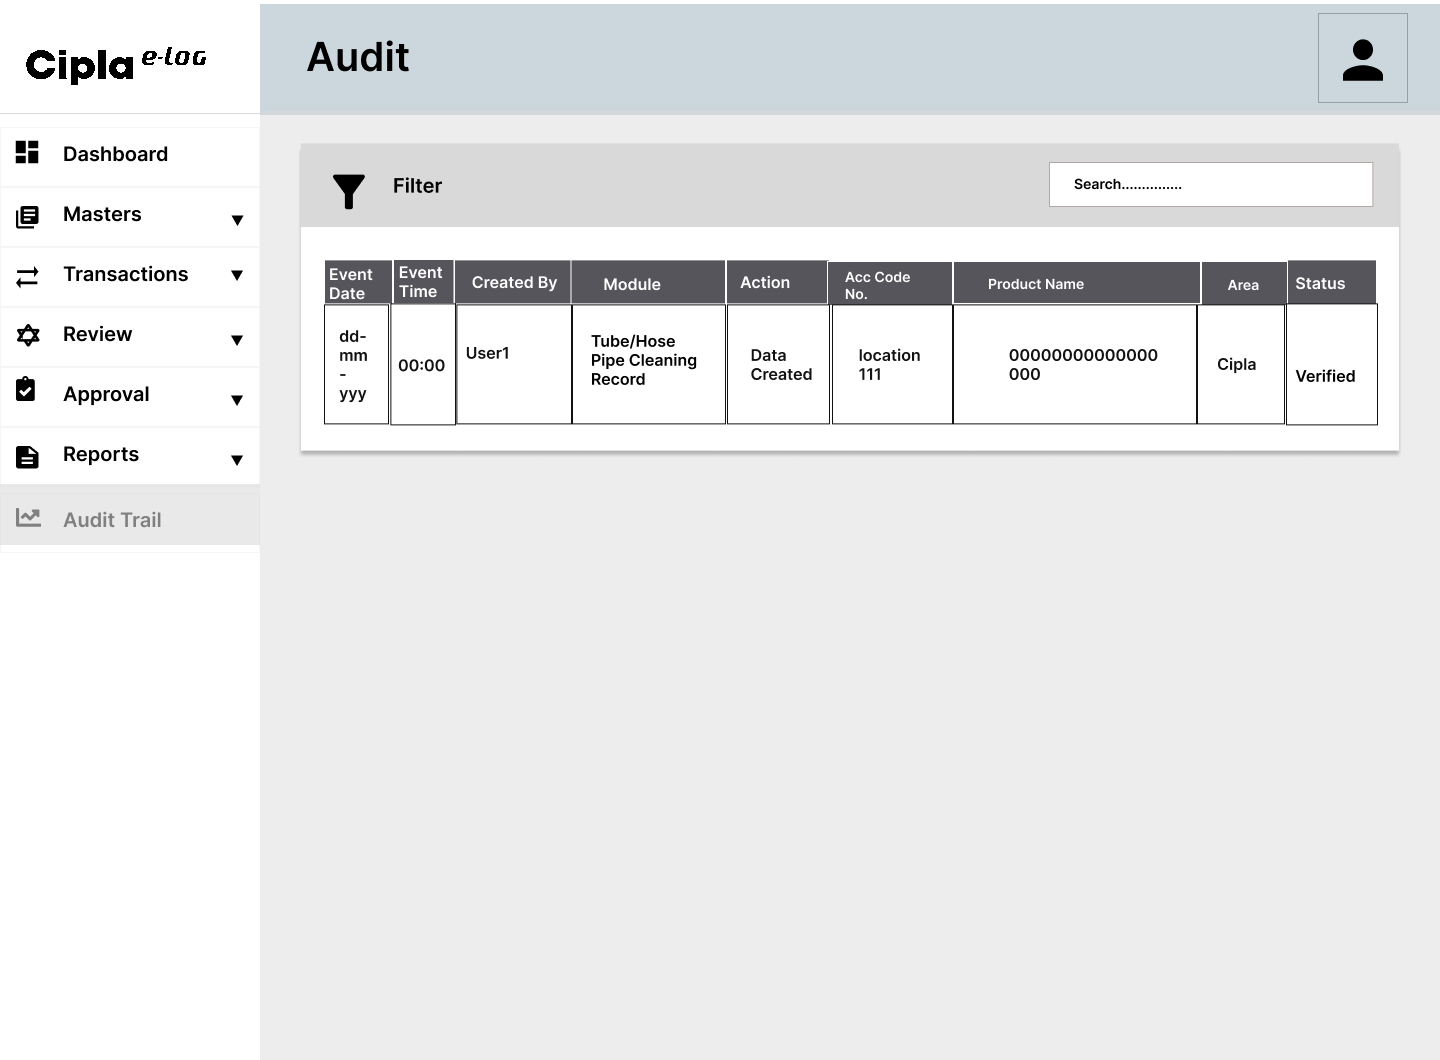 Cipla e-log
Audit
Dashboard
Masters
Transactions
Review
Approval
Reports
Audit Trail
Filter
Search...............
Event
Date
Event
Time
Created By
Module
Action
Acc Code
No.
Product Name
Area
Status
dd-
mm
-
yyy
00:00
User1
Tube/Hose
Pipe Cleaning
Record
Data
Created
location
111
00000000000000
000
Cipla
Verified